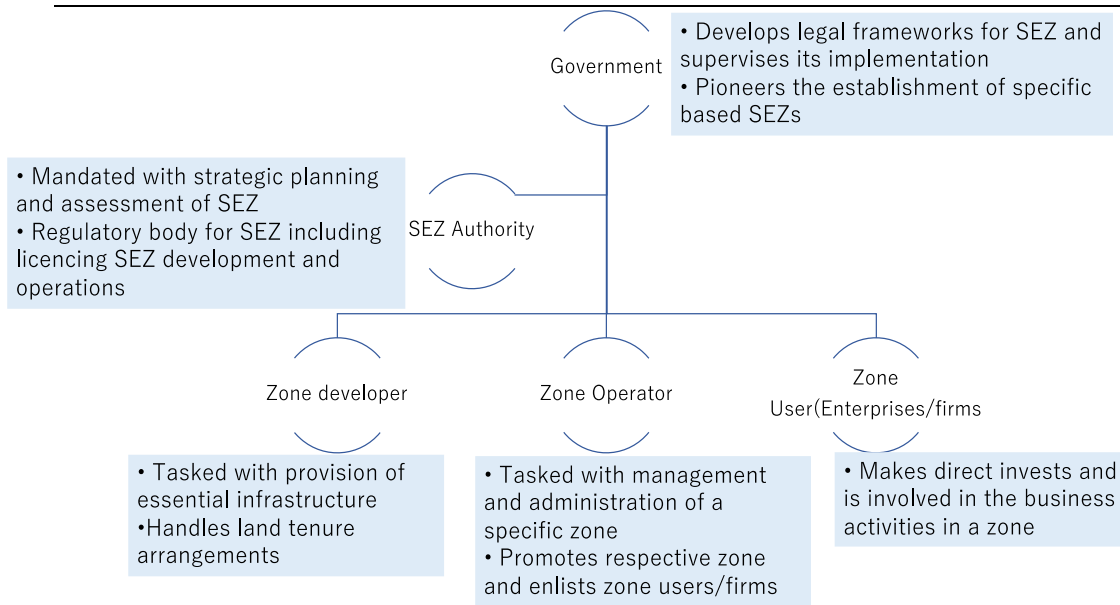 Government
• Develops legal frameworks for SEZ and
supervises its implementation
• Pioneers the establishment of specific
based SEZs
• Mandated with strategic planning
and assessment of SEZ
• Regulatory body for SEZ including
licencing SEZ development and
operations
SEZ Authority
Zone developer
• Tasked with provision of
essential infrastructure
•Handles land tenure
arrangements
Zone Operator
• Tasked with management
and administration of a
specific zone
• Promotes respective zone
and enlists zone users/firms
Zone
User(Enterprises/firms
• Makes direct invests and
is involved in the business
activities in a zone